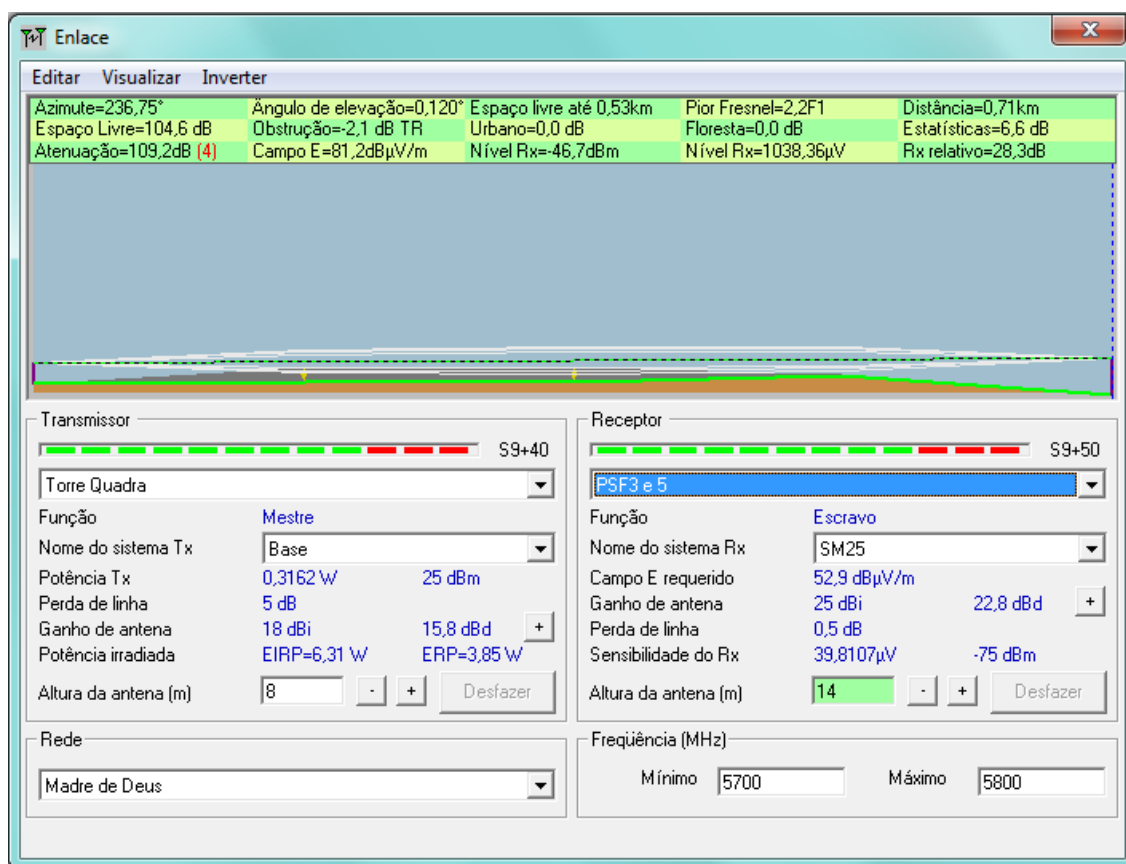 Enlace
X
Editar Visualizar Inverter
Azimute=236,75° Ângulo de elevação=0,120° Espaço livre até 0,53km Pior Fresnel=2,2F1 Distância=0,71km
Espaço Livre=104,6 dB Obstrução=-2,1 dB TR Urbano=0,0 dB Floresta=0,0 dB Estatísticas=6,6 dB
Atenuação=109,2dB (4) Campo E=81,2dBµV/m Nível Rx=-46,7dBm Nível Rx=1038,36µV Rx relativo=28,3dB
Transmissor
S9+40
Torre Quadra
Função Mestre
Nome do sistema Tx Base
Potência Tx 0,3162 W 25 dBm
Perda de linha 5 dB
Ganho de antena 18 dBi 15,8 dBd +
Potência irradiada EIRP=6,31 W ERP=3,85 W
Altura da antena (m) 8 - + Desfazer
Receptor
S9+50
PSF3 e 5
Função Escravo
Nome do sistema Rx SM25
Campo E requerido 52,9 dBµV/m
Ganho de antena 25 dBi 22,8 dBd +
Perda de linha 0,5 dB
Sensibilidade do Rx 39,8107µV -75 dBm
Altura da antena (m) 14 - + Desfazer
Rede
Madre de Deus
Freqüência (MHz)
Mínimo 5700 Máximo 5800